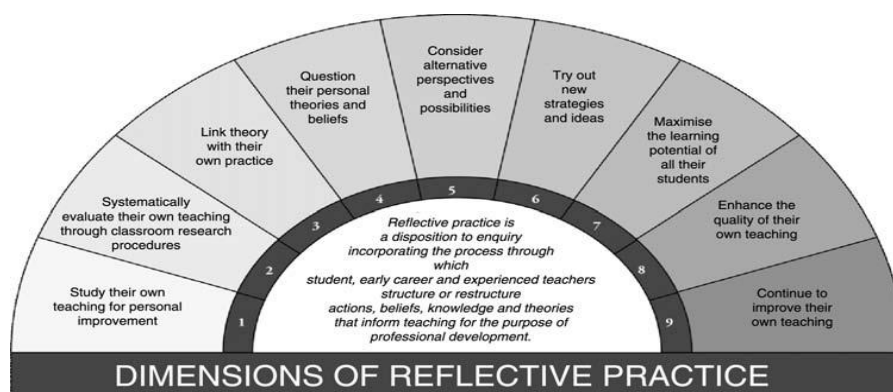 Study their own
teaching for personal
improvement
1
Systematically
evaluate their own teaching
through classroom research
procedures
2
Link theory
with their
own practice
3
Question
their personal
theories and
beliefs
4
Consider
alternative
perspectives
and
possibilities
5
Try out
new
strategies
and ideas
6
Maximise
the learning
potential of
all their
students
7
Enhance the
quality of their
own teaching
8
Continue to
improve their
own teaching
9
Reflective practice is
a disposition to enquiry
incorporating the process through
which
student, early career and experienced teachers
structure or restructure
actions, beliefs, knowledge and theories
that inform teaching for the purpose of
professional development.
DIMENSIONS OF REFLECTIVE PRACTICE